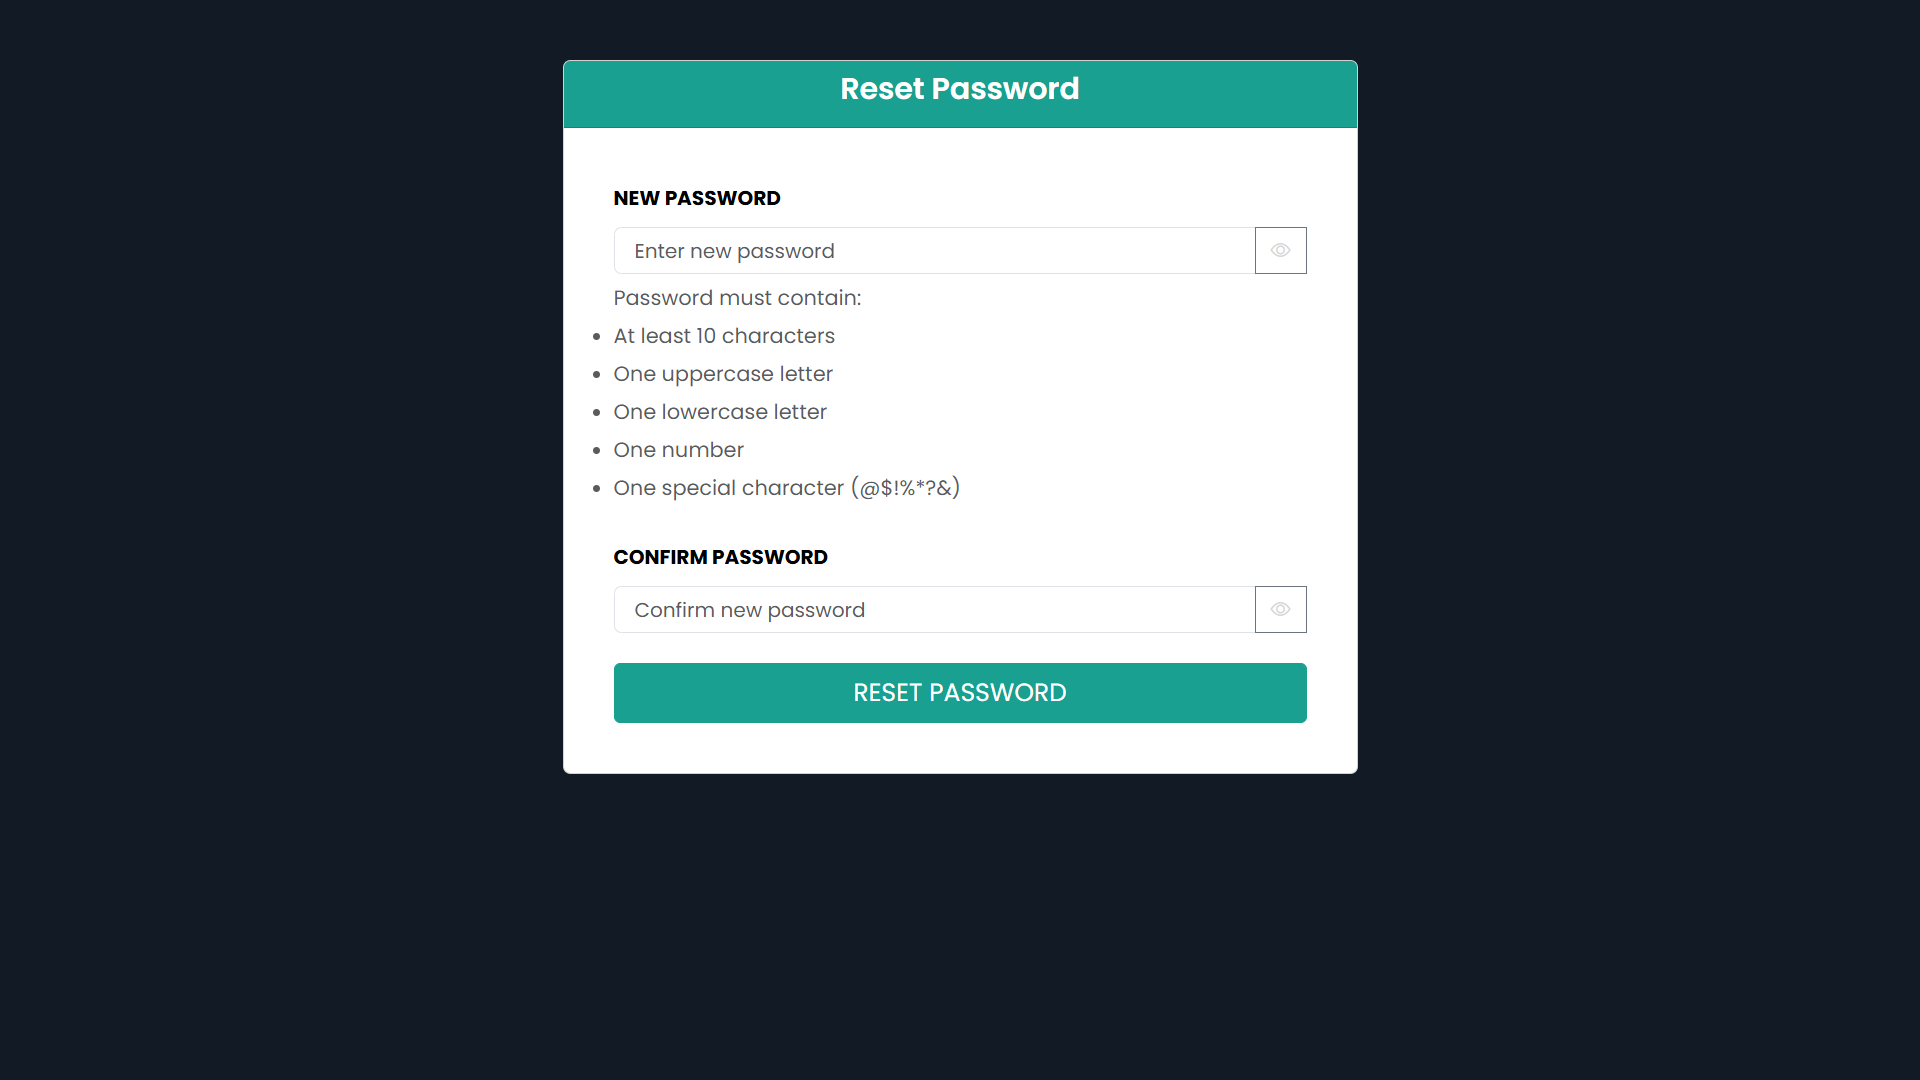 Reset Password
NEW PASSWORD
Enter new password
Password must contain:
At least 10 characters
One uppercase letter
One lowercase letter
One number
One special character (@$!%*?&)
CONFIRM PASSWORD
Confirm new password
RESET PASSWORD